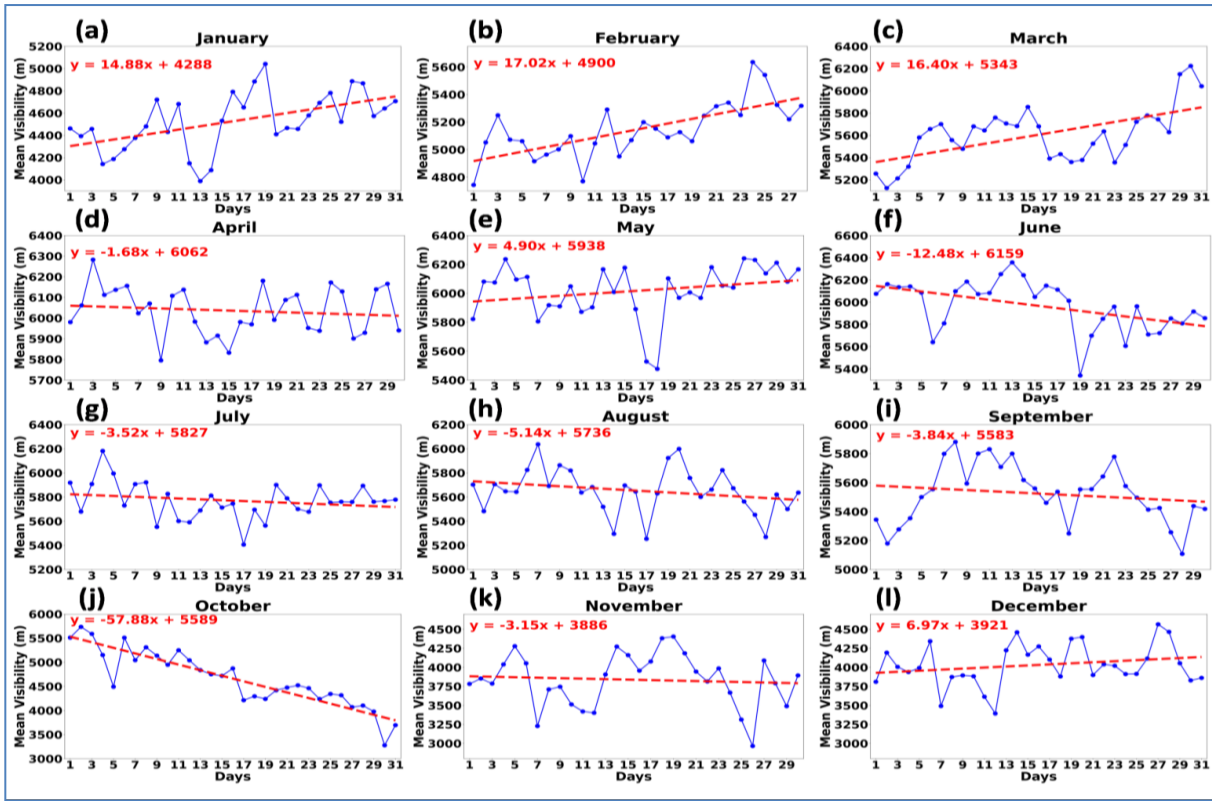 (a) January
y = 14.88x + 4288
Mean Visibility (m)
5200
5000
4800
4600
4400
4200
4000
1 3 5 7 9 11 13 15 17 19 21 23 25 27 29 31
Days
(b) February
y = 17.02x + 4900
Mean Visibility (m)
5600
5400
5200
5000
4800
1 3 5 7 9 11 13 15 17 19 21 23 25 27
Days
(c) March
y = 16.40x + 5343
Mean Visibility (m)
6400
6200
6000
5800
5600
5400
5200
1 3 5 7 9 11 13 15 17 19 21 23 25 27 29 31
Days
(d) April
y = -1.68x + 6062
Mean Visibility (m)
6400
6300
6200
6100
6000
5900
5800
5700
1 3 5 7 9 11 13 15 17 19 21 23 25 27 29
Days
(e) May
y = 4.90x + 5938
Mean Visibility (m)
6400
6200
6000
5800
5600
5400
1 3 5 7 9 11 13 15 17 19 21 23 25 27 29 31
Days
(f) June
y = -12.48x + 6159
Mean Visibility (m)
6600
6400
6200
6000
5800
5600
5400
1 3 5 7 9 11 13 15 17 19 21 23 25 27 29
Days
(g) July
y = -3.52x + 5827
Mean Visibility (m)
6400
6200
6000
5800
5600
5400
5200
1 3 5 7 9 11 13 15 17 19 21 23 25 27 29 31
Days
(h) August
y = -5.14x + 5736
Mean Visibility (m)
6200
6000
5800
5600
5400
5200
5000
1 3 5 7 9 11 13 15 17 19 21 23 25 27 29 31
Days
(i) September
y = -3.84x + 5583
Mean Visibility (m)
6000
5800
5600
5400
5200
5000
1 3 5 7 9 11 13 15 17 19 21 23 25 27 29
Days
(j) October
y = -57.88x + 5589
Mean Visibility (m)
6000
5500
5000
4500
4000
3500
3000
1 3 5 7 9 11 13 15 17 19 21 23 25 27 29 31
Days
(k) November
y = -3.15x + 3886
Mean Visibility (m)
4500
4250
4000
3750
3500
3250
3000
1 3 5 7 9 11 13 15 17 19 21 23 25 27 29
Days
(l) December
y = 6.97x + 3921
Mean Visibility (m)
4500
4250
4000
3750
3500
3250
3000
1 3 5 7 9 11 13 15 17 19 21 23 25 27 29 31
Days